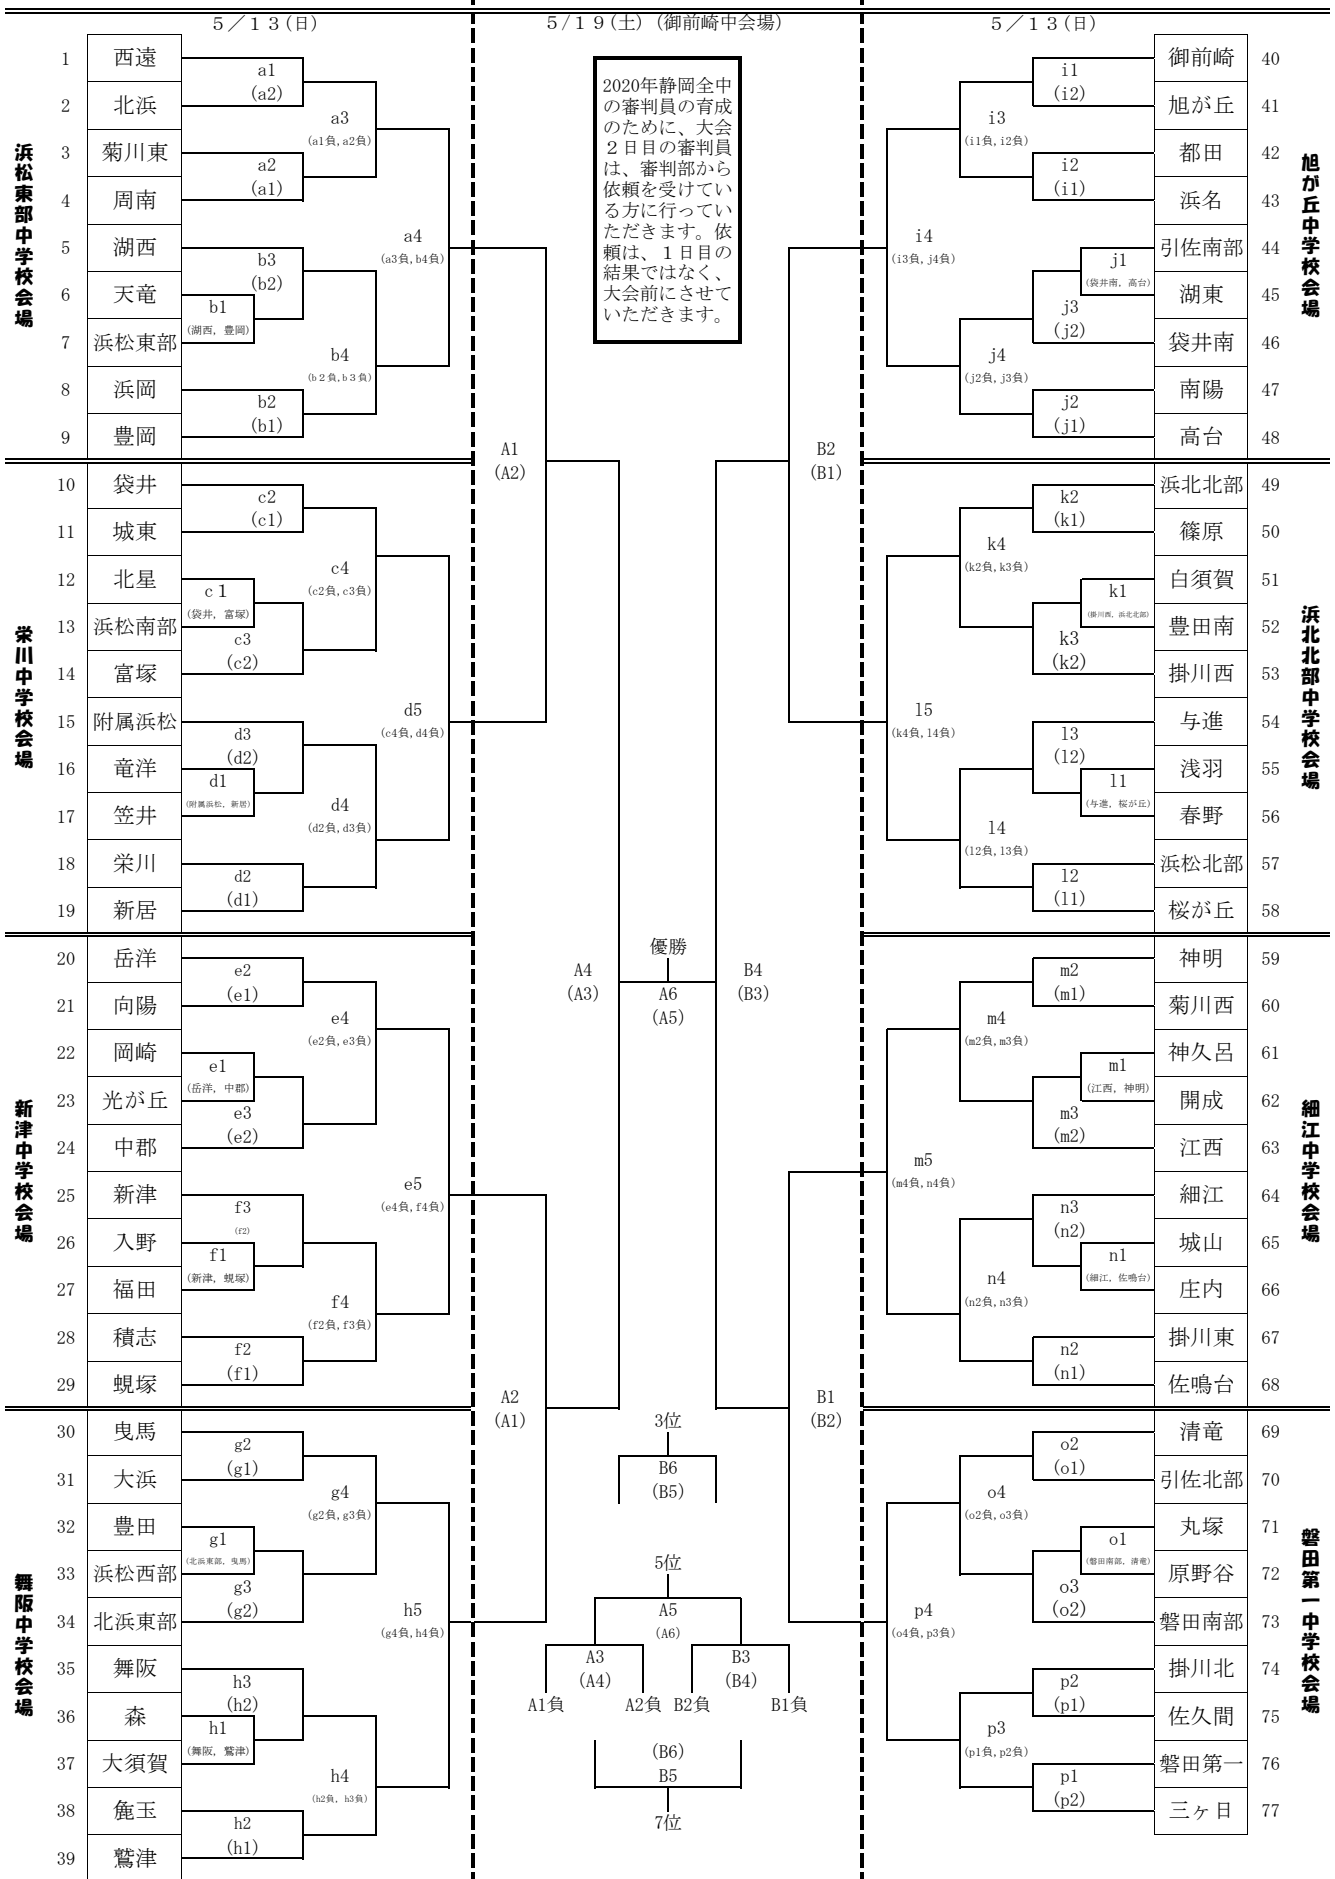 ５／１３(日)
5/１９(土) (御前崎中会場)
５／１３(日)
2020年静岡全中
の審判員の育成
のために、大会
２日目の審判員
は、審判部から
依頼を受けてい
る方に行ってい
ただきます。依
頼は、１日目の
結果ではなく、
大会前にさせて
いただきます。
浜松東部中学校会場
1 西遠
2 北浜
3 菊川東
4 周南
5 湖西
6 天竜
7 浜松東部
8 浜岡
9 豊岡
a1
(a2)
a2
(a1)
a3
(a1負,a2負)
b3
(b2)
b1
(湖西, 豊岡)
b2
(b1)
b4
(b２負,b３負)
a4
(a3負,b4負)
栄川中学校会場
10 袋井
11 城東
12 北星
13 浜松南部
14 富塚
15 附属浜松
16 竜洋
17 笠井
18 栄川
19 新居
c2
(c1)
c１
(袋井, 富塚)
c3
(c2)
c4
(c2負,c3負)
d3
(d2)
d1
(附属浜松, 新居)
d2
(d1)
d4
(d2負,d3負)
d5
(c4負,d4負)
新津中学校会場
20 岳洋
21 向陽
22 岡崎
23 光が丘
24 中郡
25 新津
26 入野
27 福田
28 積志
29 蜆塚
e2
(e1)
e1
(岳洋, 中郡)
e3
(e2)
e4
(e2負,e3負)
f3
(f2)
f1
(新津, 蜆塚)
f2
(f1)
f4
(f2負,f3負)
e5
(e4負,f4負)
舞阪中学校会場
30 曳馬
31 大浜
32 豊田
33 浜松西部
34 北浜東部
35 舞阪
36 森
37 大須賀
38 麁玉
39 鷲津
g2
(g1)
g1
(北浜東部, 曳馬)
g3
(g2)
g4
(g2負,g3負)
h3
(h2)
h1
(舞阪, 鷲津)
h2
(h1)
h4
(h2負, h3負)
h5
(g4負,h4負)
A1
(A2)
A2
(A1)
A4
(A3)
優勝
A6
(A5)
B4
(B3)
B2
(B1)
B1
(B2)
3位
B6
(B5)
5位
A5
(A6)
A3
(A4)
B3
(B4)
A1負 A2負 B2負 B1負
(B6)
B5
7位
旭が丘中学校会場
御前崎 40
旭が丘 41
都田 42
浜名 43
引佐南部 44
湖東 45
袋井南 46
南陽 47
高台 48
i1
(i2)
i2
(i1)
i3
(i1負,i2負)
j1
(袋井南, 高台)
j3
(j2)
j2
(j1)
j4
(j2負,j3負)
i4
(i3負,j4負)
浜北北部中学校会場
浜北北部 49
篠原 50
白須賀 51
豊田南 52
掛川西 53
与進 54
浅羽 55
春野 56
浜松北部 57
桜が丘 58
k2
(k1)
k1
(掛川西, 浜北北部)
k3
(k2)
k4
(k2負,k3負)
l3
(l2)
l1
(与進, 桜が丘)
l2
(l1)
l4
(l2負,l3負)
l5
(k4負,l4負)
細江中学校会場
神明 59
菊川西 60
神久呂 61
開成 62
江西 63
細江 64
城山 65
庄内 66
掛川東 67
佐鳴台 68
m2
(m1)
m1
(江西, 神明)
m3
(m2)
m4
(m2負,m3負)
n3
(n2)
n1
(細江, 佐鳴台)
n2
(n1)
n4
(n2負,n3負)
m5
(m4負,n4負)
磐田第一中学校会場
清竜 69
引佐北部 70
丸塚 71
原野谷 72
磐田南部 73
掛川北 74
佐久間 75
磐田第一 76
三ヶ日 77
o2
(o1)
o1
(磐田南部, 清竜)
o3
(o2)
o4
(o2負,o3負)
p2
(p1)
p1
(p2)
p3
(p1負,p2負)
p4
(o4負,p3負)